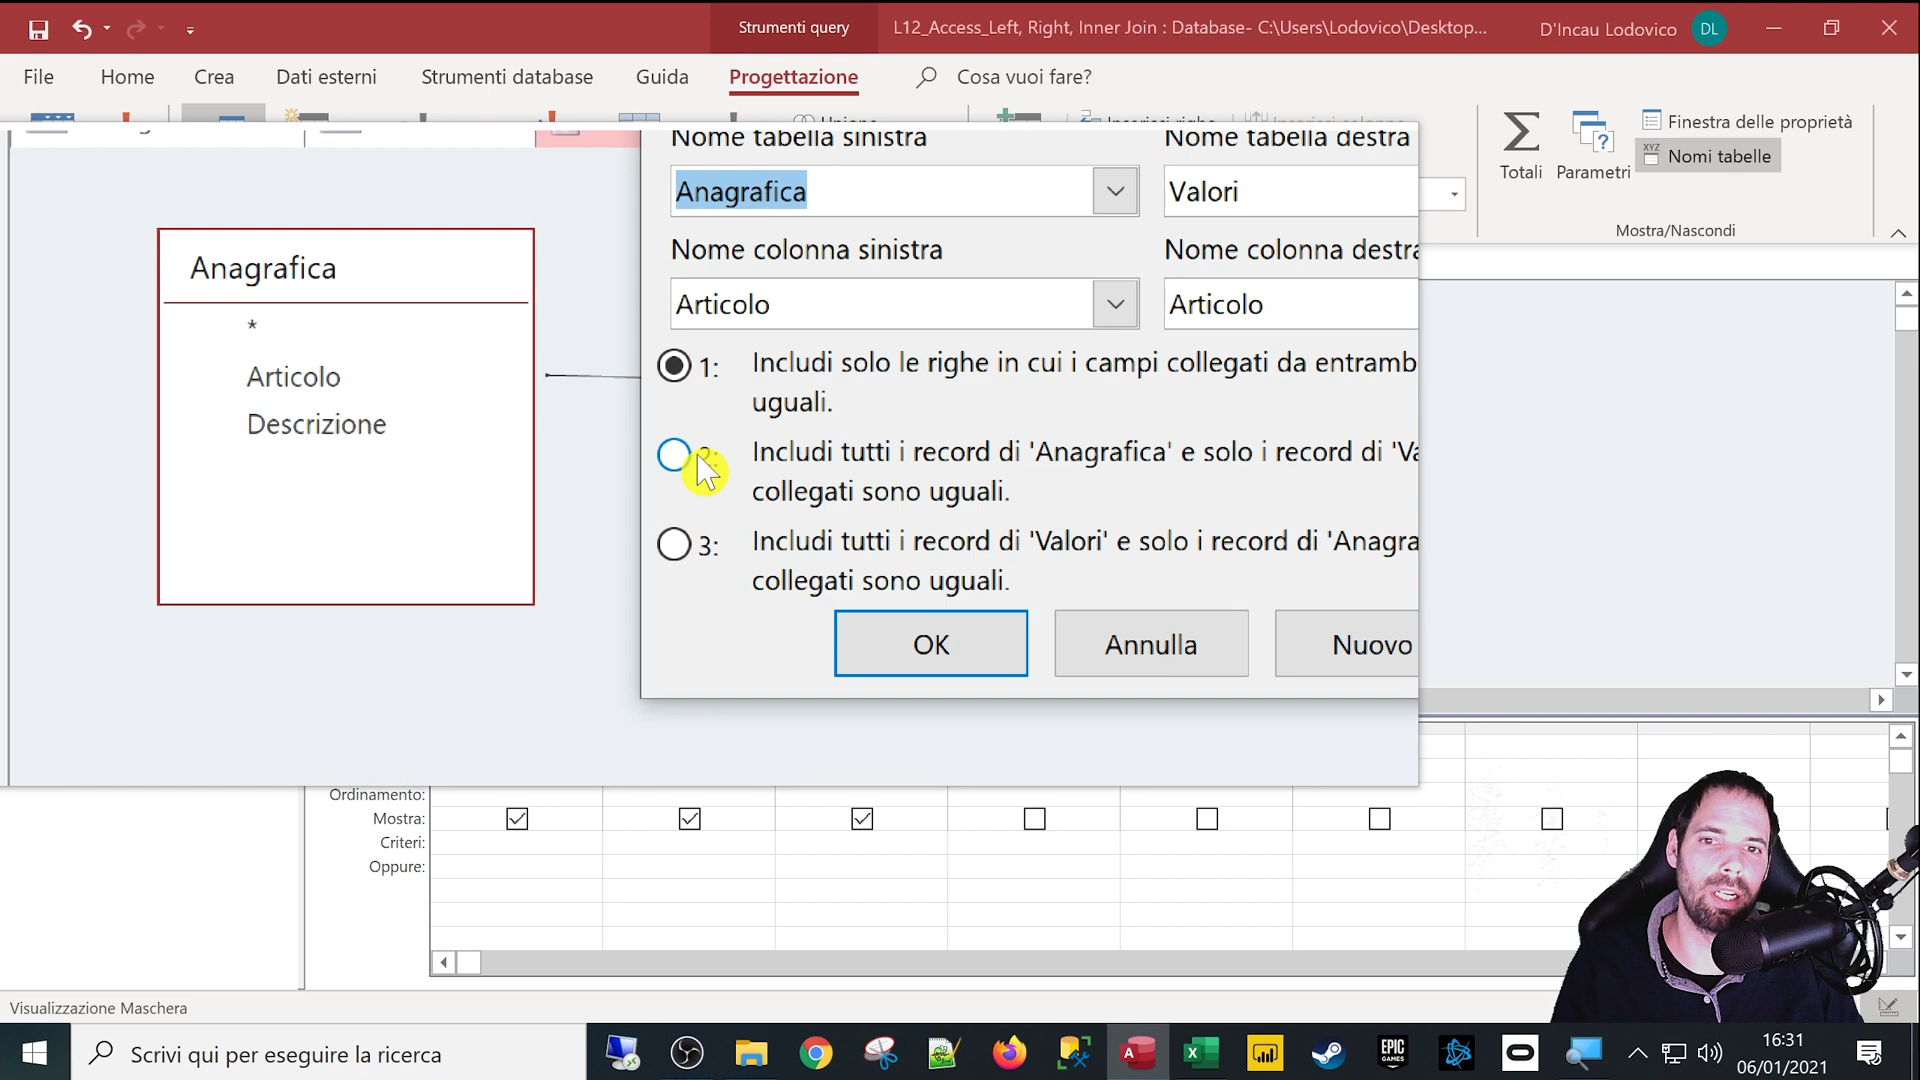 Strumenti query
L12_Access_Left, Right, Inner Join : Database- C:\Users\Lodovico\Desktop...
D'Incau Lodovico
DL
File
Home
Crea
Dati esterni
Strumenti database
Guida
Progettazione
Cosa vuoi fare?
Totali
Parametri
Finestra delle proprietà
XYZ
Nomi tabelle
Mostra/Nascondi
Nome tabella sinistra
Nome tabella destra
Anagrafica
Valori
Nome colonna sinistra
Nome colonna destra
Articolo
Articolo
1: Includi solo le righe in cui i campi collegati da entramb
uguali.
Includi tutti i record di 'Anagrafica' e solo i record di 'Va
collegati sono uguali.
3: Includi tutti i record di 'Valori' e solo i record di 'Anagra
collegati sono uguali.
OK
Annulla
Nuovo
Anagrafica
*
Articolo
Descrizione
Ordinamento:
Mostra:
Criteri:
Oppure:
Visualizzazione Maschera
Scrivi qui per eseguire la ricerca
EPIC
GAMES
16:31
06/01/2021